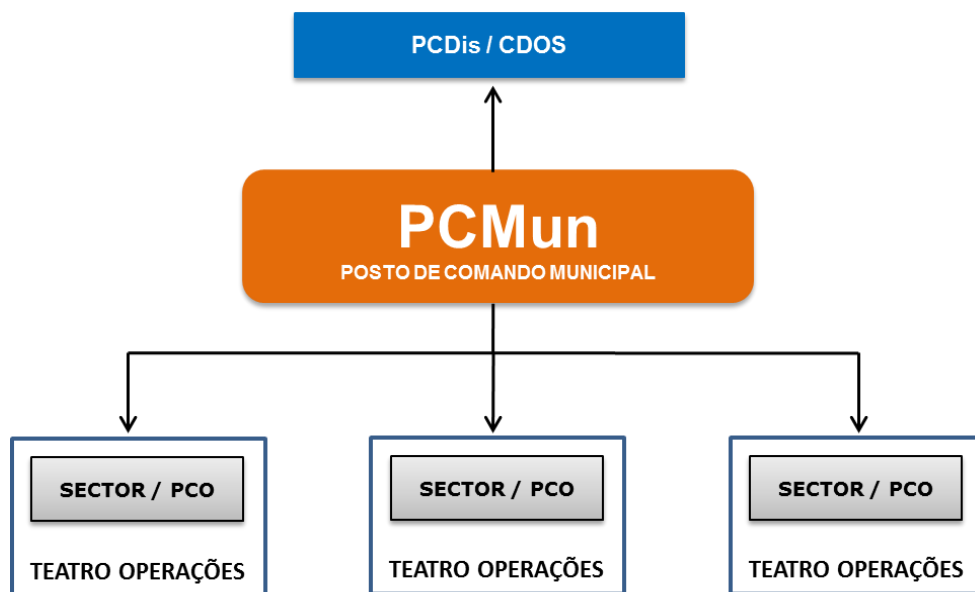 PCDis / CDOS
PCMun
POSTO DE COMANDO MUNICIPAL
SECTOR / PCO
TEATRO OPERAÇÕES
SECTOR / PCO
TEATRO OPERAÇÕES
SECTOR / PCO
TEATRO OPERAÇÕES